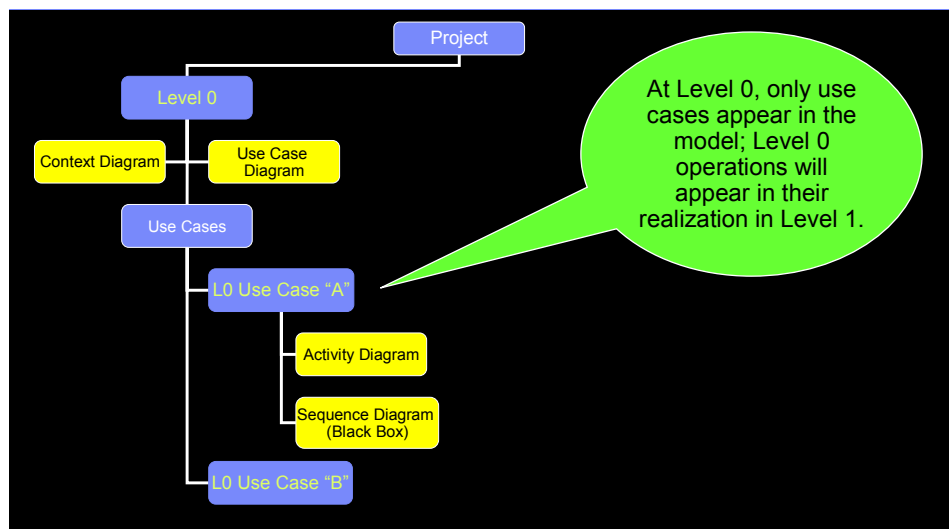 Project
Level 0
Context Diagram
Use Case
Diagram
Use Cases
L0 Use Case “A”
Activity Diagram
Sequence Diagram
(Black Box)
L0 Use Case “B”
At Level 0, only use
cases appear in the
model; Level 0
operations will
appear in their
realization in Level 1.